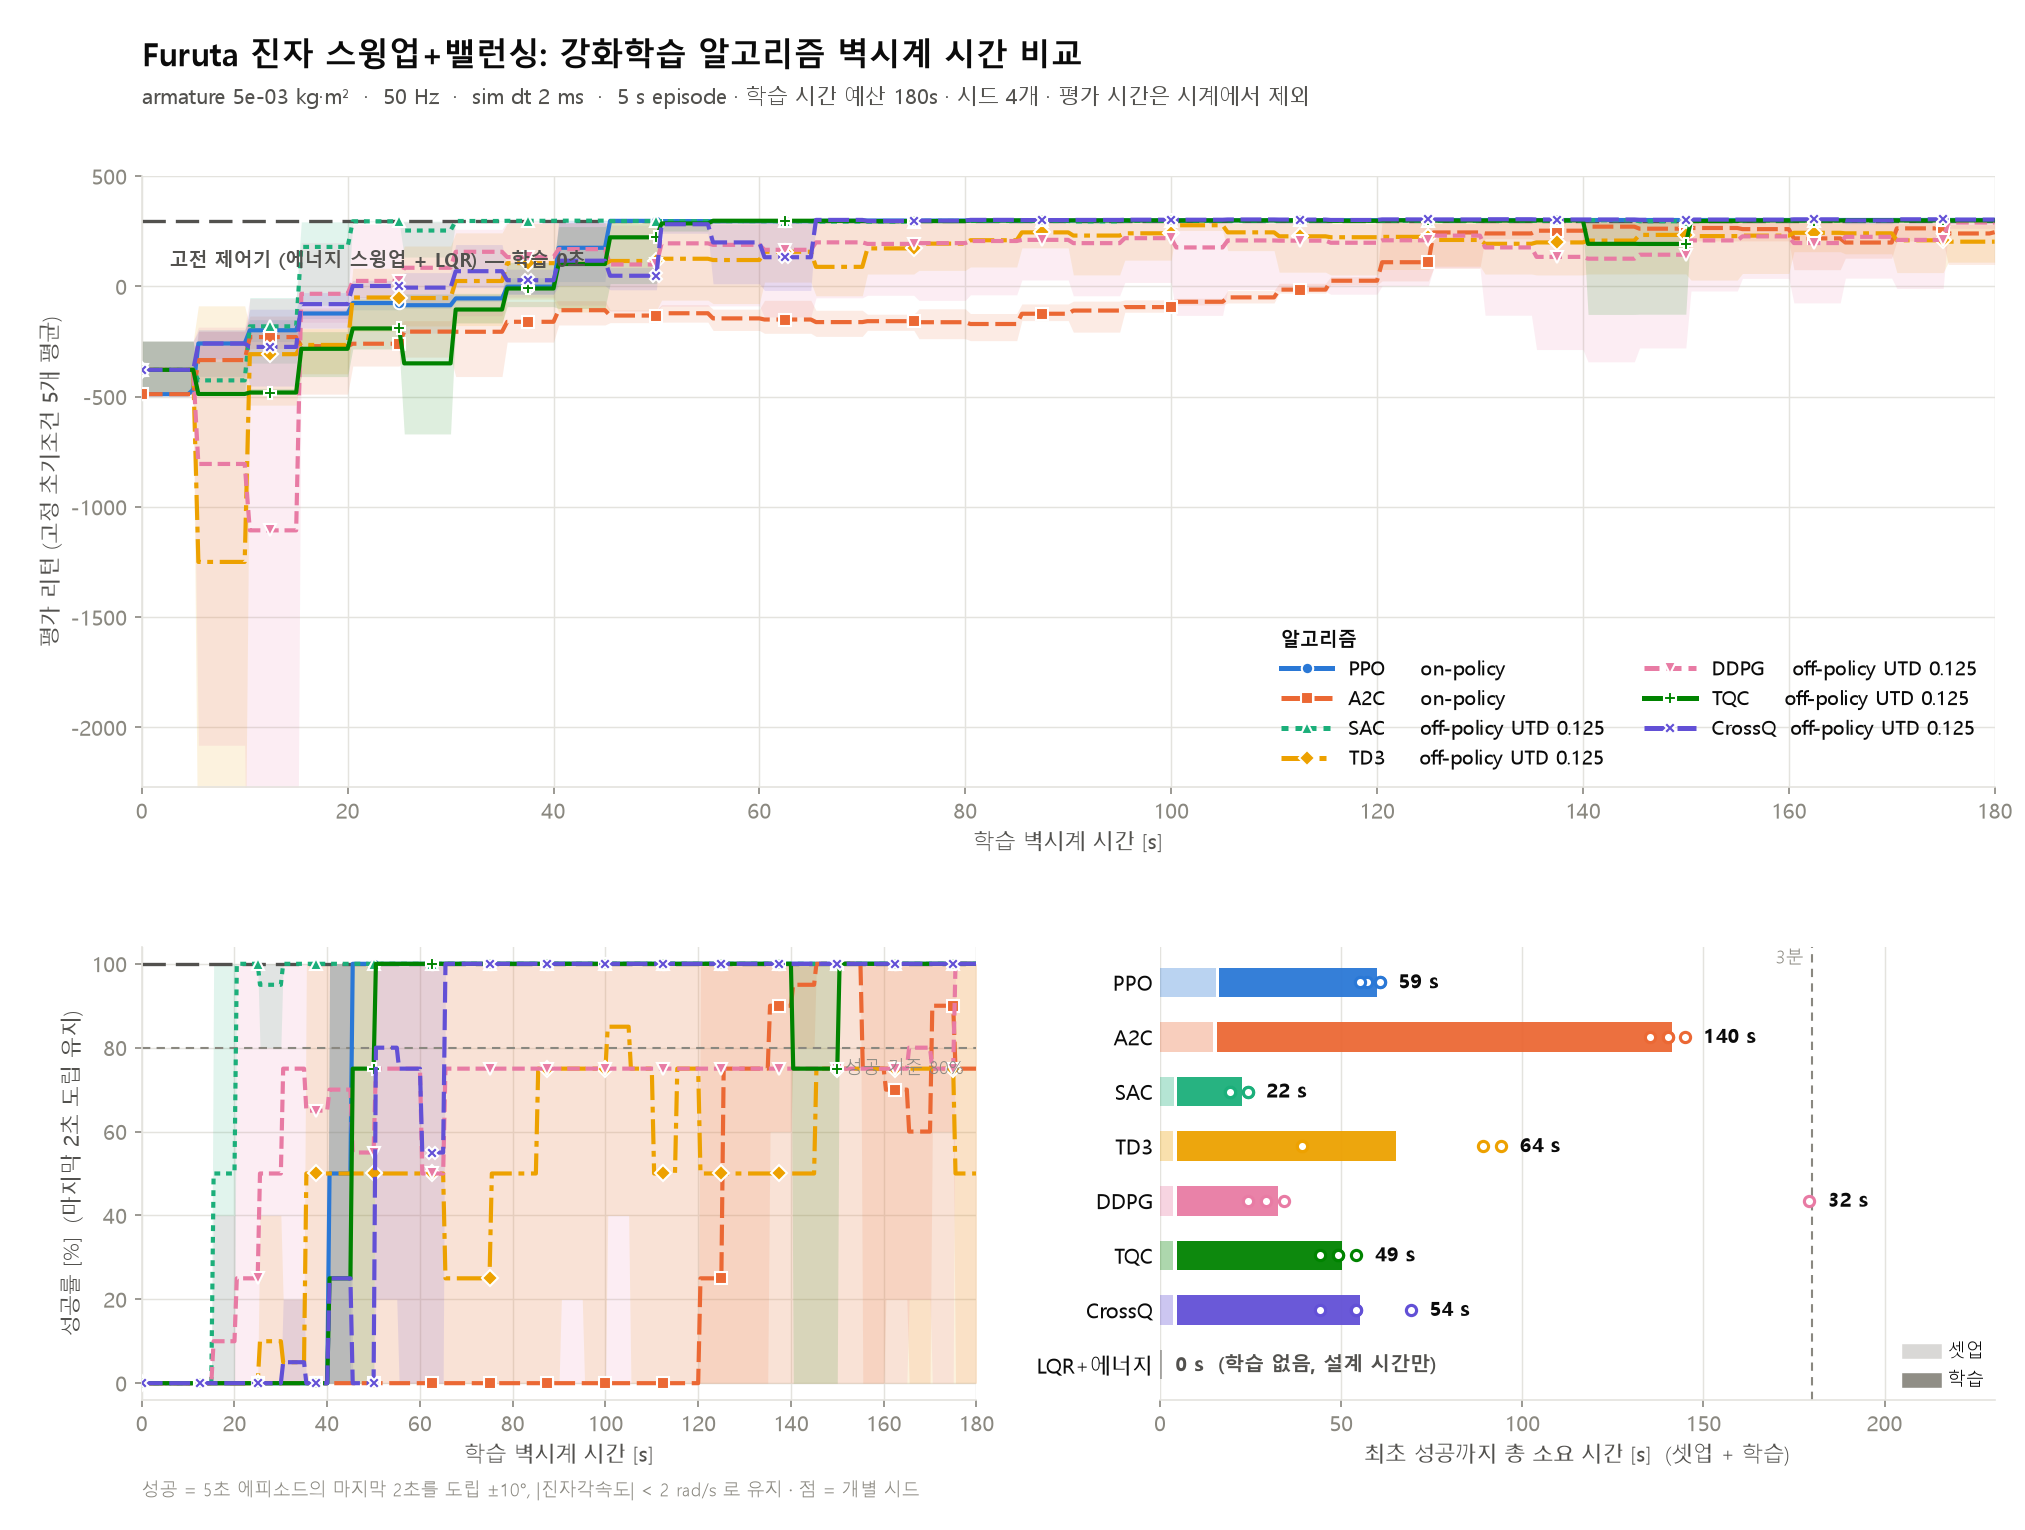 Furuta 진자 스윙업+밸런싱: 강화학습 알고리즘 벽시계 시간 비교
armature 5e-03 kg·m² · 50 Hz · sim dt 2 ms · 5 s episode · 학습 시간 예산 180s · 시드 4개 · 평가 시간은 시계에서 제외
평가 리턴 (고정 초기조건 5개 평균)
500
0
-500
-1000
-1500
-2000
고전 제어기 (에너지 스윙업 + LQR) — 학습 0초
알고리즘
PPO on-policy
A2C on-policy
SAC off-policy UTD 0.125
TD3 off-policy UTD 0.125
DDPG off-policy UTD 0.125
TQC off-policy UTD 0.125
CrossQ off-policy UTD 0.125
0 20 40 60 80 100 120 140 160 180
학습 벽시계 시간 [s]
성공률 [%] (마지막 2초 도립 유지)
100
80
60
40
20
0
성공 기준 80%
0 20 40 60 80 100 120 140 160 180
학습 벽시계 시간 [s]
성공 = 5초 에피소드의 마지막 2초를 도립 ±10°, |진자각속도| < 2 rad/s 로 유지 · 점 = 개별 시드
3분
PPO 59 s
A2C 140 s
SAC 22 s
TD3 64 s
DDPG 32 s
TQC 49 s
CrossQ 54 s
LQR+에너지 0 s (학습 없음, 설계 시간만)
셋업
학습
0 50 100 150 200
최초 성공까지 총 소요 시간 [s] (셋업 + 학습)